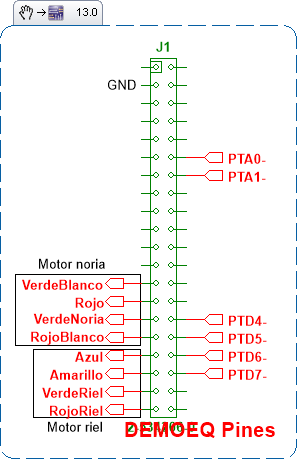 13.0
J1
GND
PTA0-
PTA1-
Motor noria
VerdeBlanco
Rojo
VerdeNoria
PTD4-
RojoBlanco
PTD5-
Azul
PTD6-
Amarillo
PTD7-
VerdeRiel
RojoRiel
Motor riel
DEMOEQ Pines